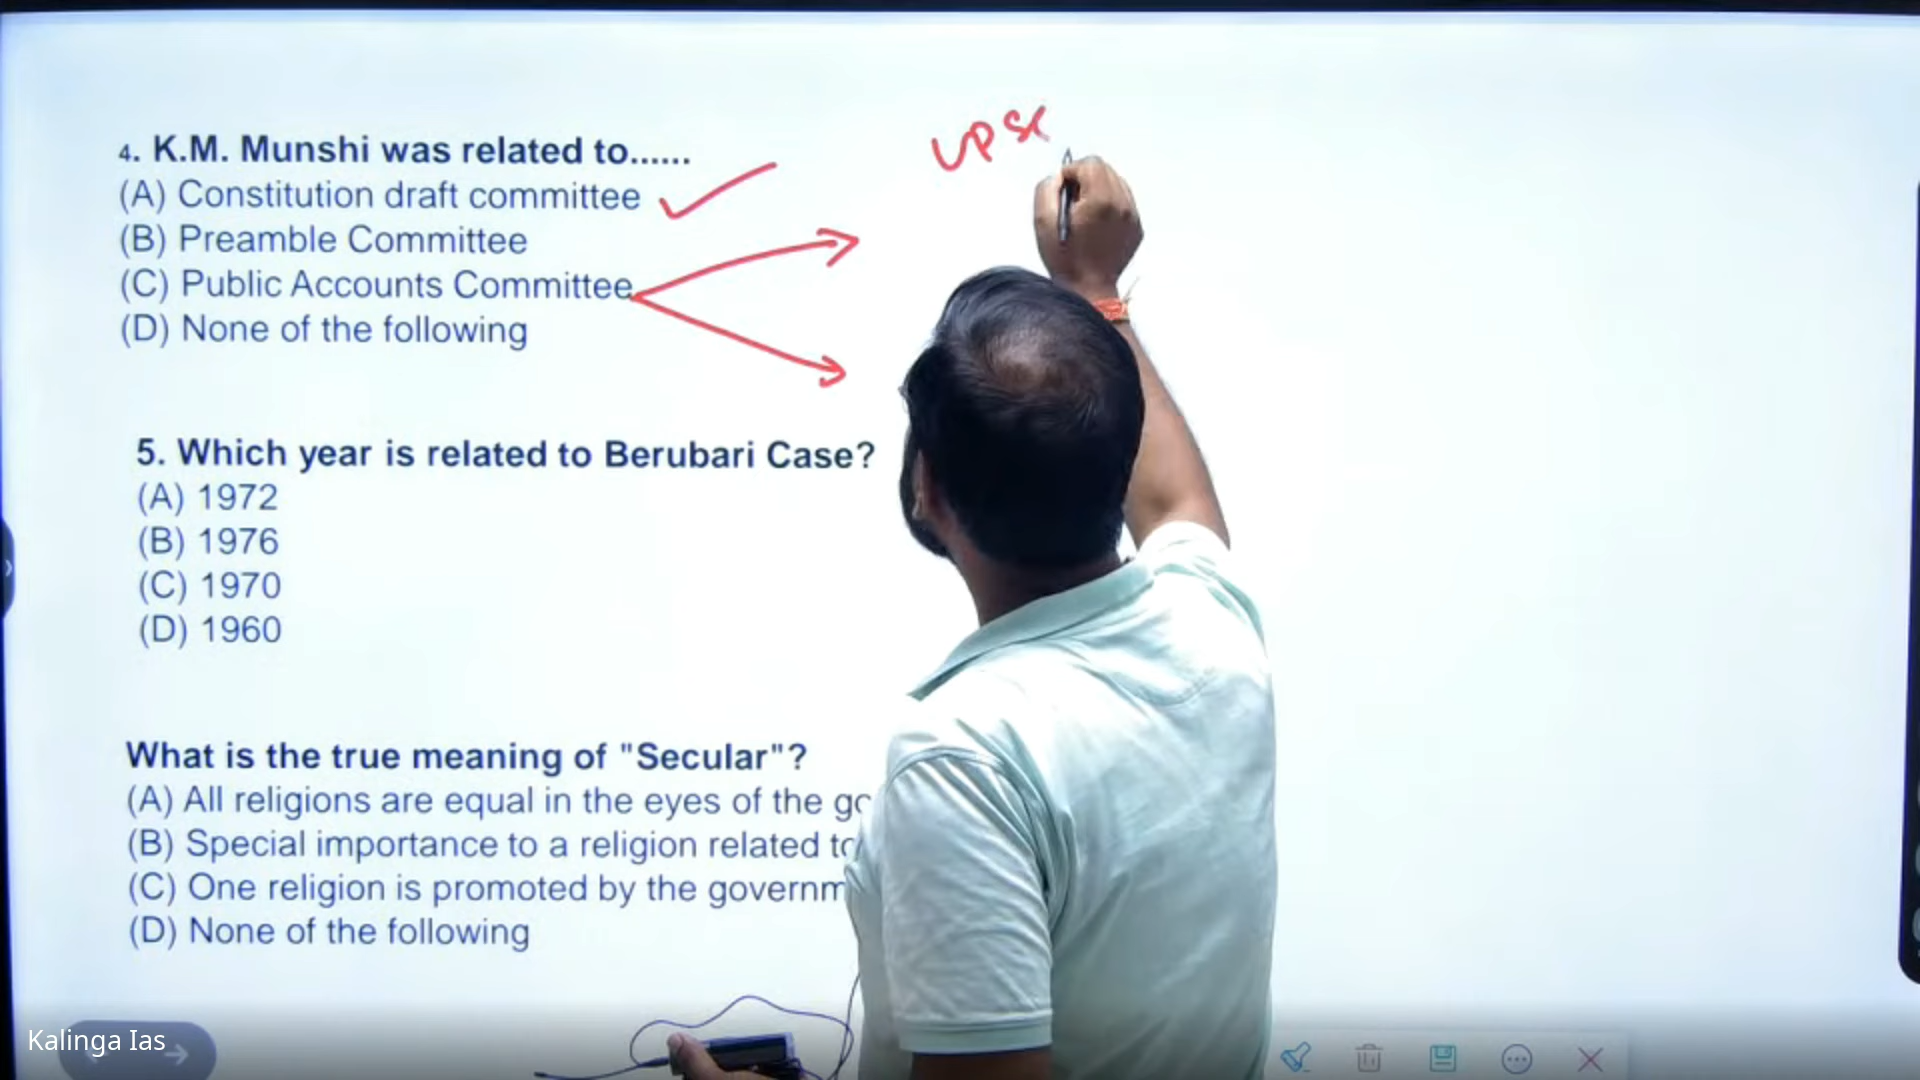 UPSC
4. K.M. Munshi was related to......
(A) Constitution draft committee
(B) Preamble Committee
(C) Public Accounts Committee
(D) None of the following
5. Which year is related to Berubari Case?
(A) 1972
(B) 1976
(C) 1970
(D) 1960
What is the true meaning of "Secular"?
(A) All religions are equal in the eyes of the
(B) Special importance to a religion related
(C) One religion is promoted by the
(D) None of the following
Kalinga Ias